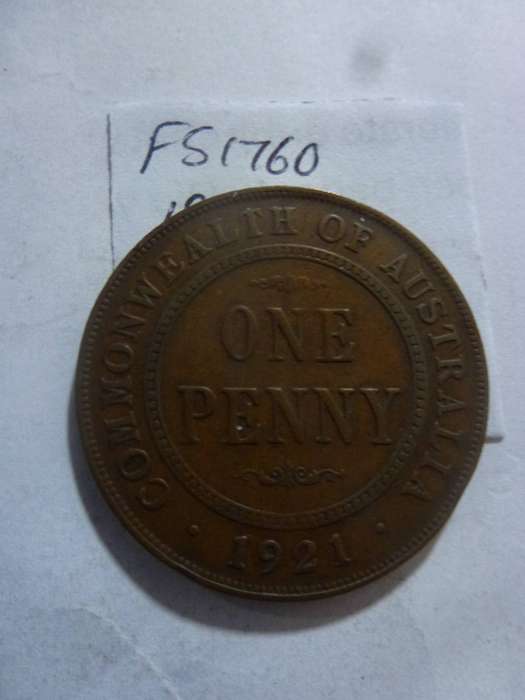 FS1760
COMMONWEALTH OF AUSTRALIA
ONE
PENNY
· 1921 ·